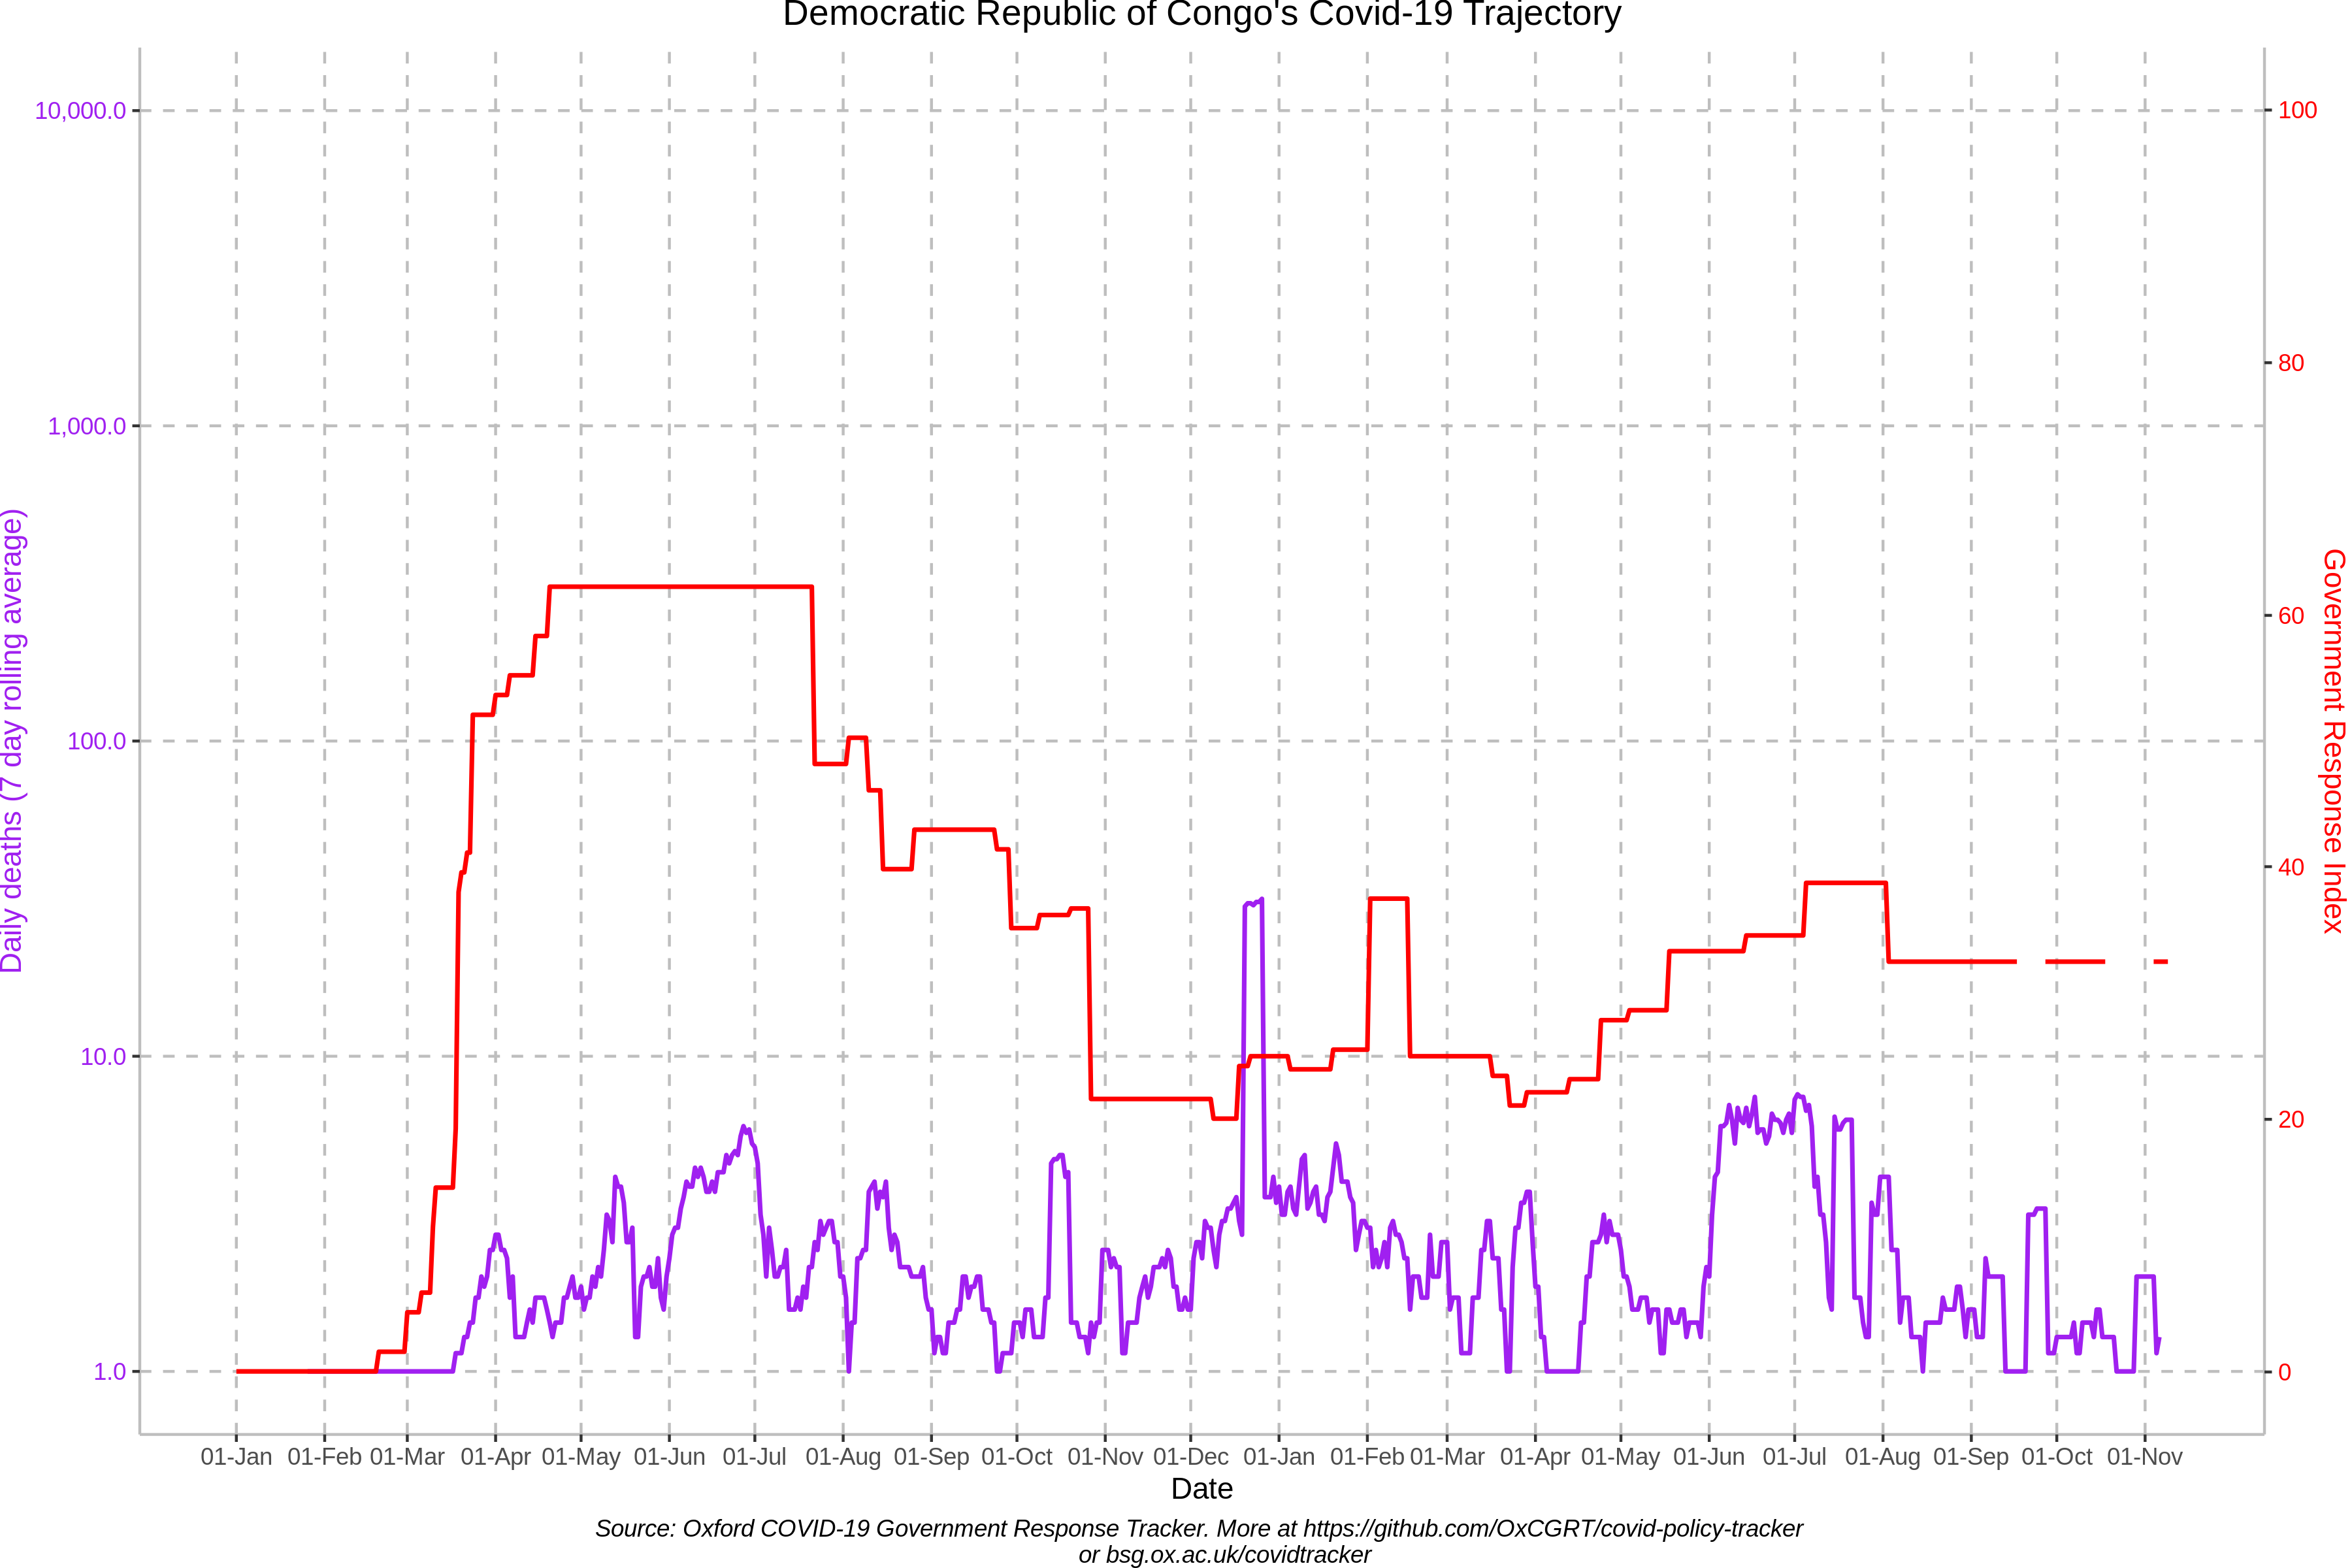 Democratic Republic of Congo's Covid-19 Trajectory
10,000.0
1,000.0
100.0
10.0
1.0
Daily deaths (7 day rolling average)
100
80
60
40
20
0
Government Response Index
01-Jan 01-Feb 01-Mar 01-Apr 01-May 01-Jun 01-Jul 01-Aug 01-Sep 01-Oct 01-Nov 01-Dec 01-Jan 01-Feb 01-Mar 01-Apr 01-May 01-Jun 01-Jul 01-Aug 01-Sep 01-Oct 01-Nov
Date
Source: Oxford COVID-19 Government Response Tracker. More at https://github.com/OxCGRT/covid-policy-tracker
or bsg.ox.ac.uk/covidtracker